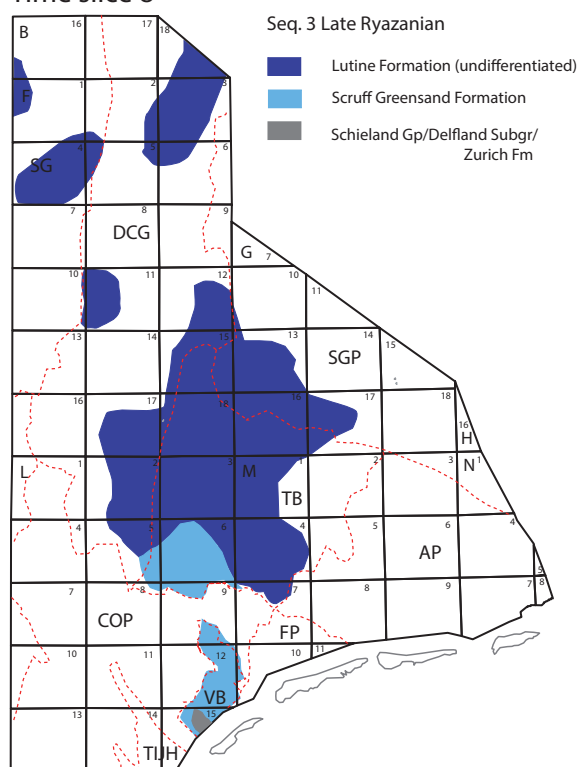 Time slice
Seq. 3 Late Ryazanian
Lutine Formation (undifferentiated)
Scruff Greensand Formation
Schieland Gp/Delfland Subgr/
Zurich Fm
B 16 17 18
F 1 2 3
SG 4 5 6
7 8 9
DCG
G 7
10 11 12 10 11
13 14 15 13 14 15
SGP
16 17 18 16 17 18 16
H
L 1 2 3 M 1 2 3 N 1
TB
4 5 6 4 5 6 4
AP
7 8 9 7 8 9 7 8 9
COP FP
10 11 12 10 11
VB
13 14 15
TIJH